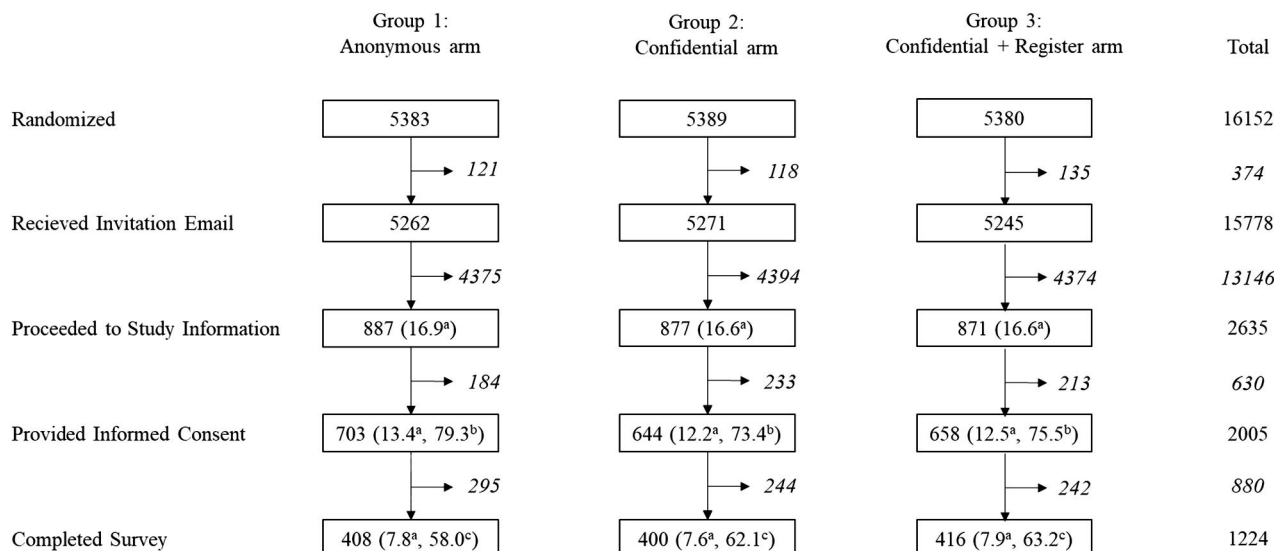 Group 1:
Anonymous arm
Group 2:
Confidential arm
Group 3:
Confidential + Register arm
Total
Randomized 5383 5389 5380 16152
121 118 135 374
Recieved Invitation Email 5262 5271 5245 15778
4375 4394 4374 13146
Proceeded to Study Information 887 (16.9ᵃ) 877 (16.6ᵃ) 871 (16.6ᵃ) 2635
184 233 213 630
Provided Informed Consent 703 (13.4ᵃ, 79.3ᵇ) 644 (12.2ᵃ, 73.4ᵇ) 658 (12.5ᵃ, 75.5ᵇ) 2005
295 244 242 880
Completed Survey 408 (7.8ᵃ, 58.0ᶜ) 400 (7.6ᵃ, 62.1ᶜ) 416 (7.9ᵃ, 63.2ᶜ) 1224